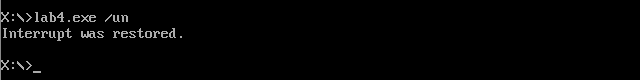 X:\>lab4.exe /un
Interrupt was restored.
X:\>_